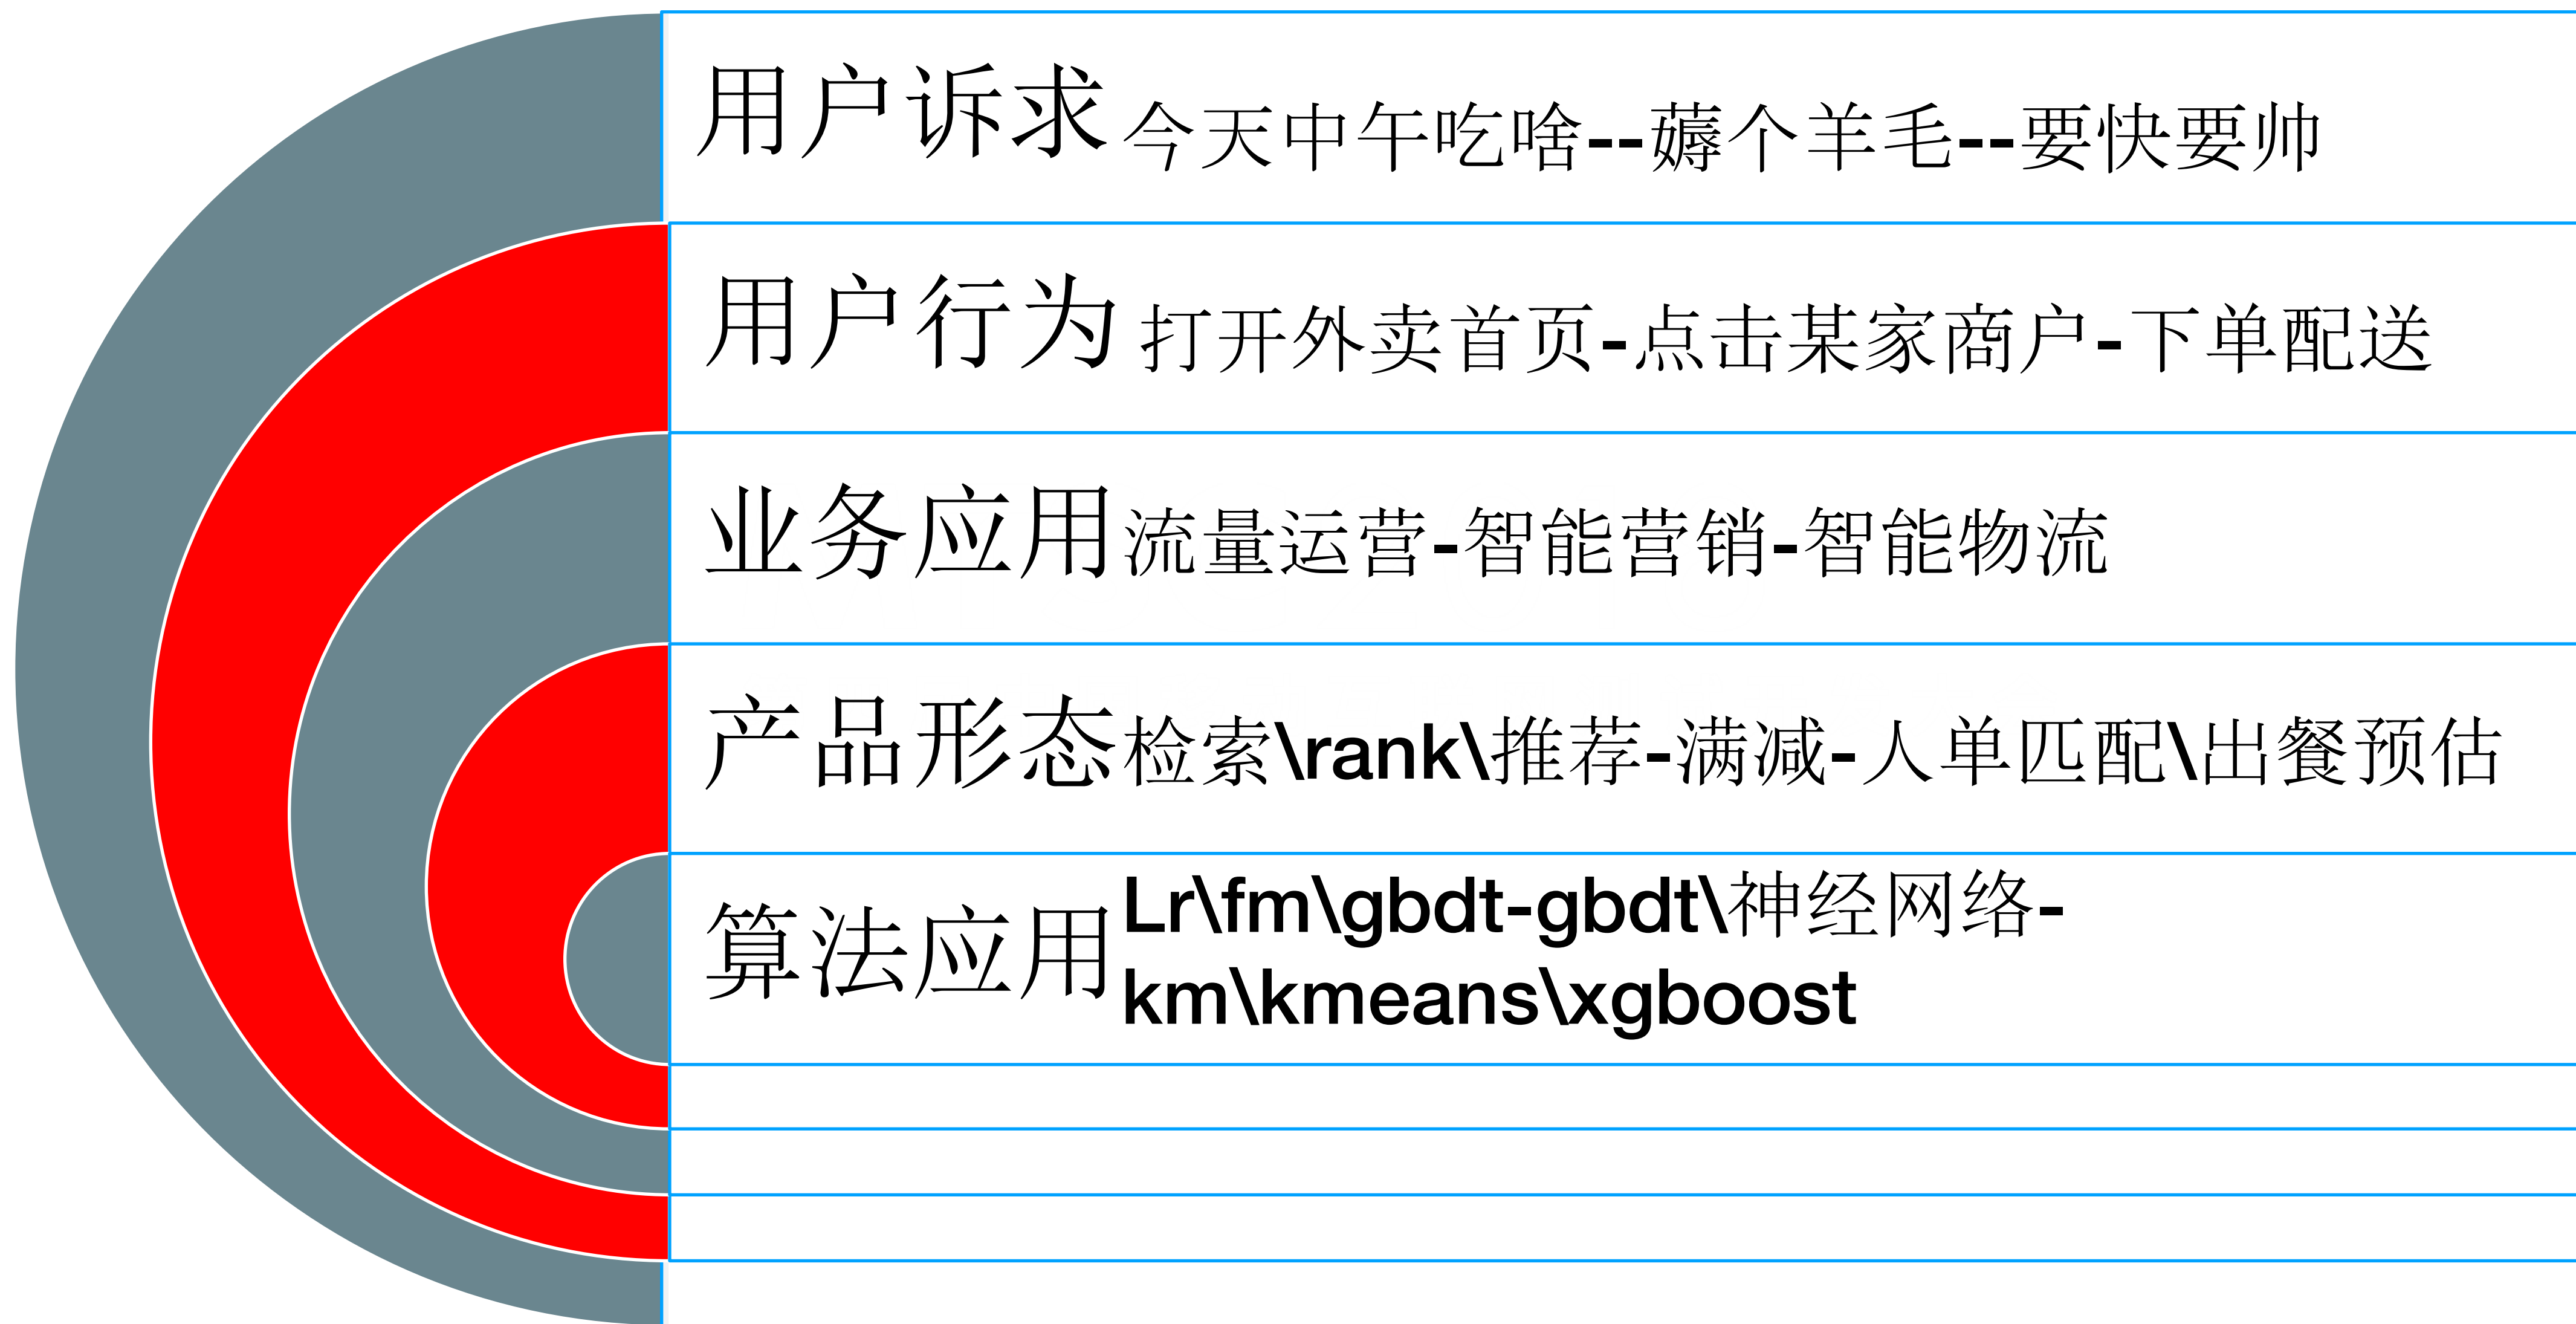 用户诉求 今天中午吃啥--薅个羊毛--要快要帅
用户行为 打开外卖首页-点击某家商户-下单配送
业务应用 流量运营-智能营销-智能物流
产品形态 检索\rank\推荐-满减-人单匹配\出餐预估
算法应用 Lr\fm\gbdt-gbdt\神经网络-
km\kmeans\xgboost